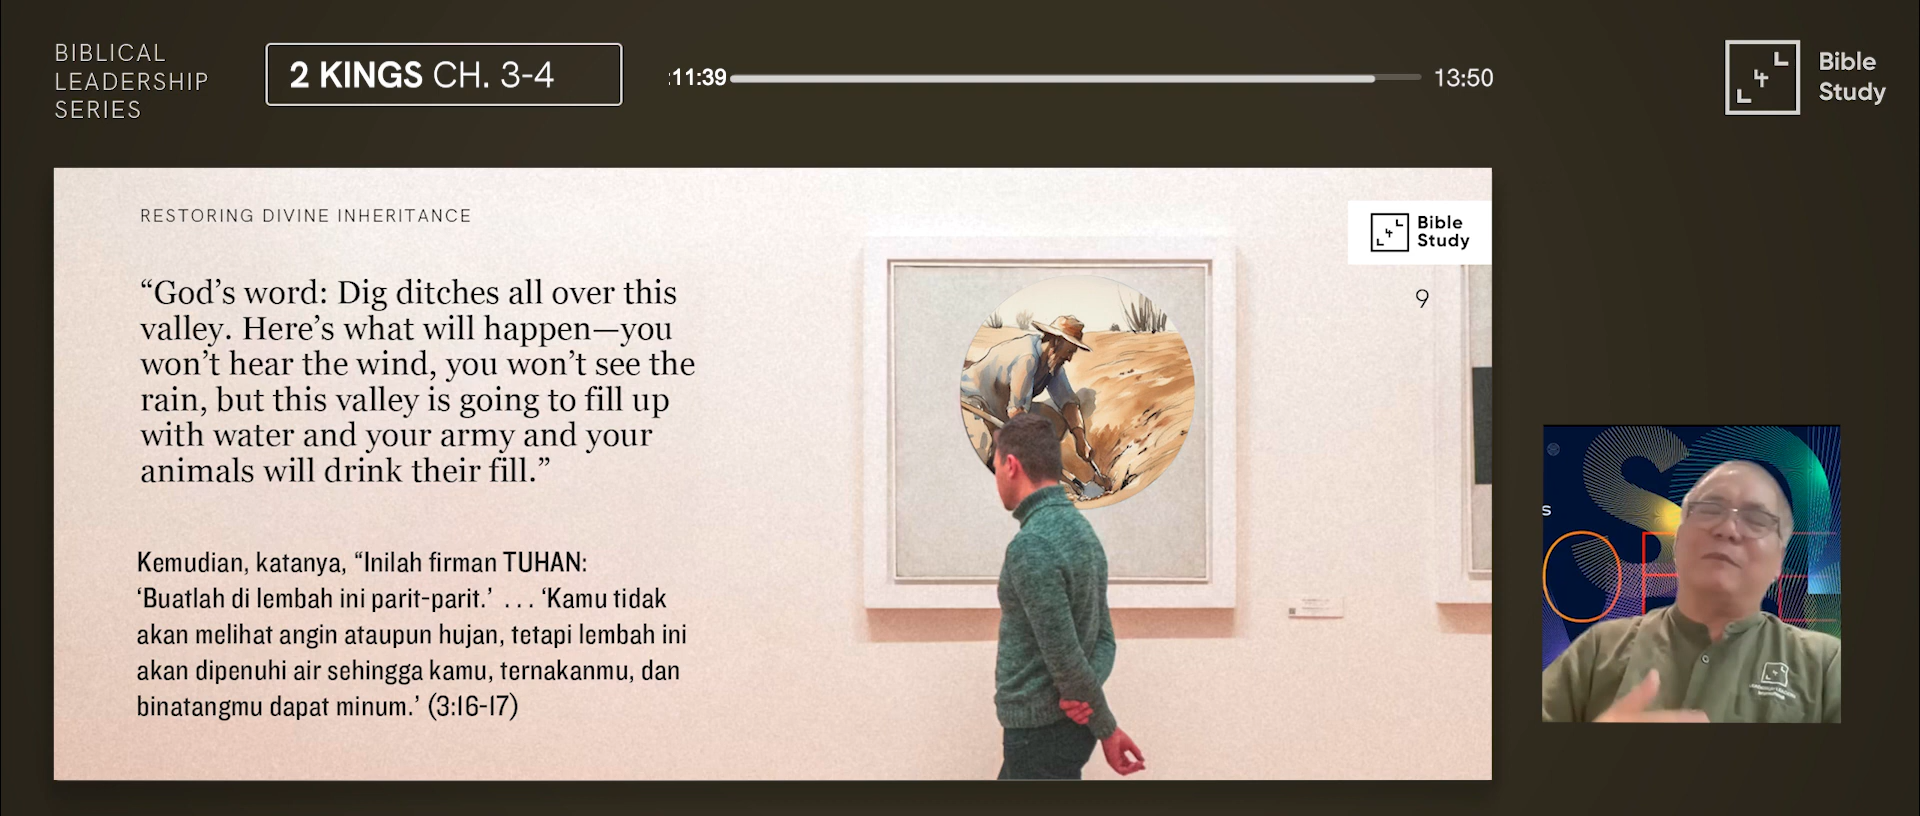 BIBLICAL
LEADERSHIP
SERIES
2 KINGS CH. 3-4
:11:39
13:50
Bible
Study
RESTORING DIVINE INHERITANCE
Bible
Study
9
“God’s word: Dig ditches all over this
valley. Here’s what will happen—you
won’t hear the wind, you won’t see the
rain, but this valley is going to fill up
with water and your army and your
animals will drink their fill.”
Kemudian, katanya, “Inilah firman TUHAN:
‘Buatlah di lembah ini parit-parit.’ . . . ‘Kamu tidak
akan melihat angin ataupun hujan, tetapi lembah ini
akan dipenuhi air sehingga kamu, ternakanmu, dan
binatangmu dapat minum.’ (3:16-17)
s